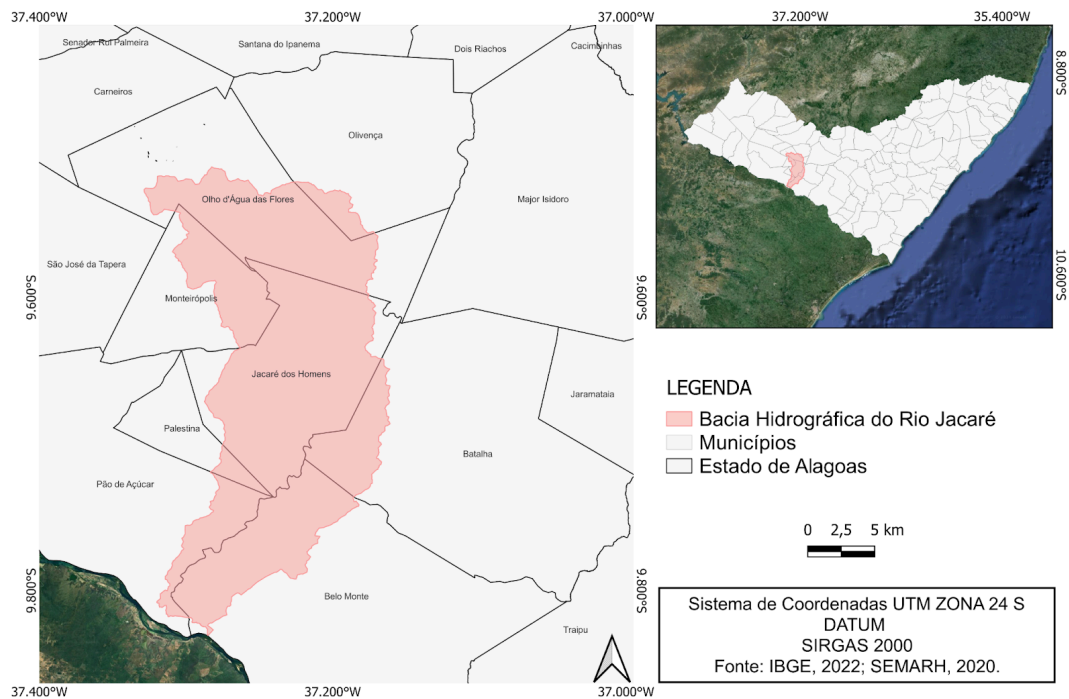 37.400°W
37.200°W
37.000°W
Senador Rui Palmeira
Santana do Ipanema
Dois Riachos
Cacimbinhas
Carneiros
Olivença
Olho d'Água das Flores
Major Isidoro
São José da Tapera
Monteirópolis
9.600°S
9.600°S
Jacaré dos Homens
Jaramataia
Palestina
Batalha
Pão de Açúcar
9.800°S
9.800°S
Belo Monte
Traipu
37.400°W
37.200°W
37.000°W
37.200°W
35.400°W
8.800°S
10.600°S
LEGENDA
Bacia Hidrográfica do Rio Jacaré
Municípios
Estado de Alagoas
0 2,5 5 km
Sistema de Coordenadas UTM ZONA 24 S
DATUM
SIRGAS 2000
Fonte: IBGE, 2022; SEMARH, 2020.